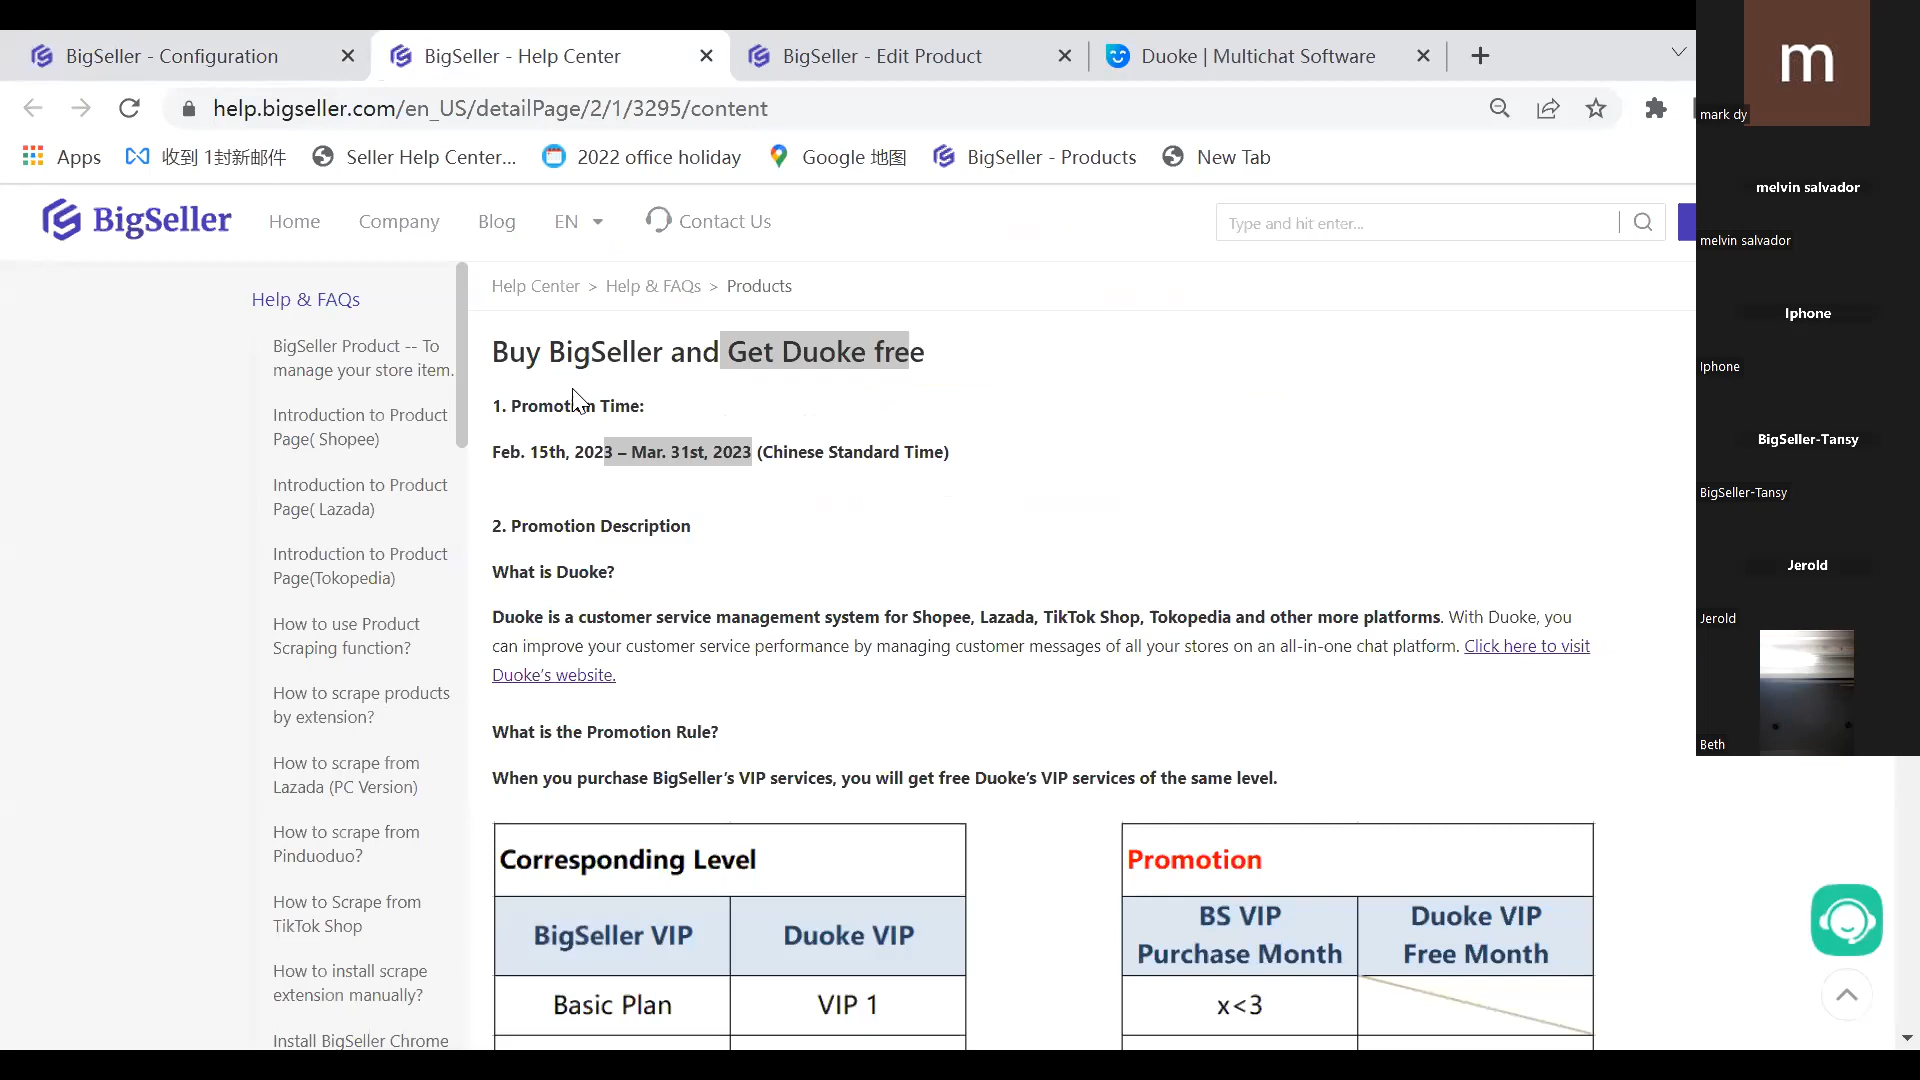 BigSeller - Configuration
BigSeller - Help Center
BigSeller - Edit Product
Duoke | Multichat Software
help.bigseller.com/en_US/detailPage/2/1/3295/content
Apps
收到 1封新邮件
Seller Help Center...
2022 office holiday
Google 地图
BigSeller - Products
New Tab
BigSeller
Home
Company
Blog
EN
Contact Us
Type and hit enter...
Help & FAQs
BigSeller Product -- To
manage your store item.
Introduction to Product
Page( Shopee)
Introduction to Product
Page( Lazada)
Introduction to Product
Page(Tokopedia)
How to use Product
Scraping function?
How to scrape products
by extension?
How to scrape from
Lazada (PC Version)
How to scrape from
Pinduoduo?
How to Scrape from
TikTok Shop
How to install scrape
extension manually?
Install BigSeller Chrome
Help Center > Help & FAQs > Products
Buy BigSeller and Get Duoke free
1. Promotion Time:
Feb. 15th, 2023 – Mar. 31st, 2023 (Chinese Standard Time)
2. Promotion Description
What is Duoke?
Duoke is a customer service management system for Shopee, Lazada, TikTok Shop, Tokopedia and other more platforms. With Duoke, you
can improve your customer service performance by managing customer messages of all your stores on an all-in-one chat platform. Click here to visit
Duoke’s website.
What is the Promotion Rule?
When you purchase BigSeller’s VIP services, you will get free Duoke’s VIP services of the same level.
Corresponding Level
BigSeller VIP
Duoke VIP
Basic Plan
VIP 1
Promotion
BS VIP
Purchase Month
Duoke VIP
Free Month
x<3
m
mark dy
melvin salvador
melvin salvador
Iphone
Iphone
BigSeller-Tansy
BigSeller-Tansy
Jerold
Jerold
Beth